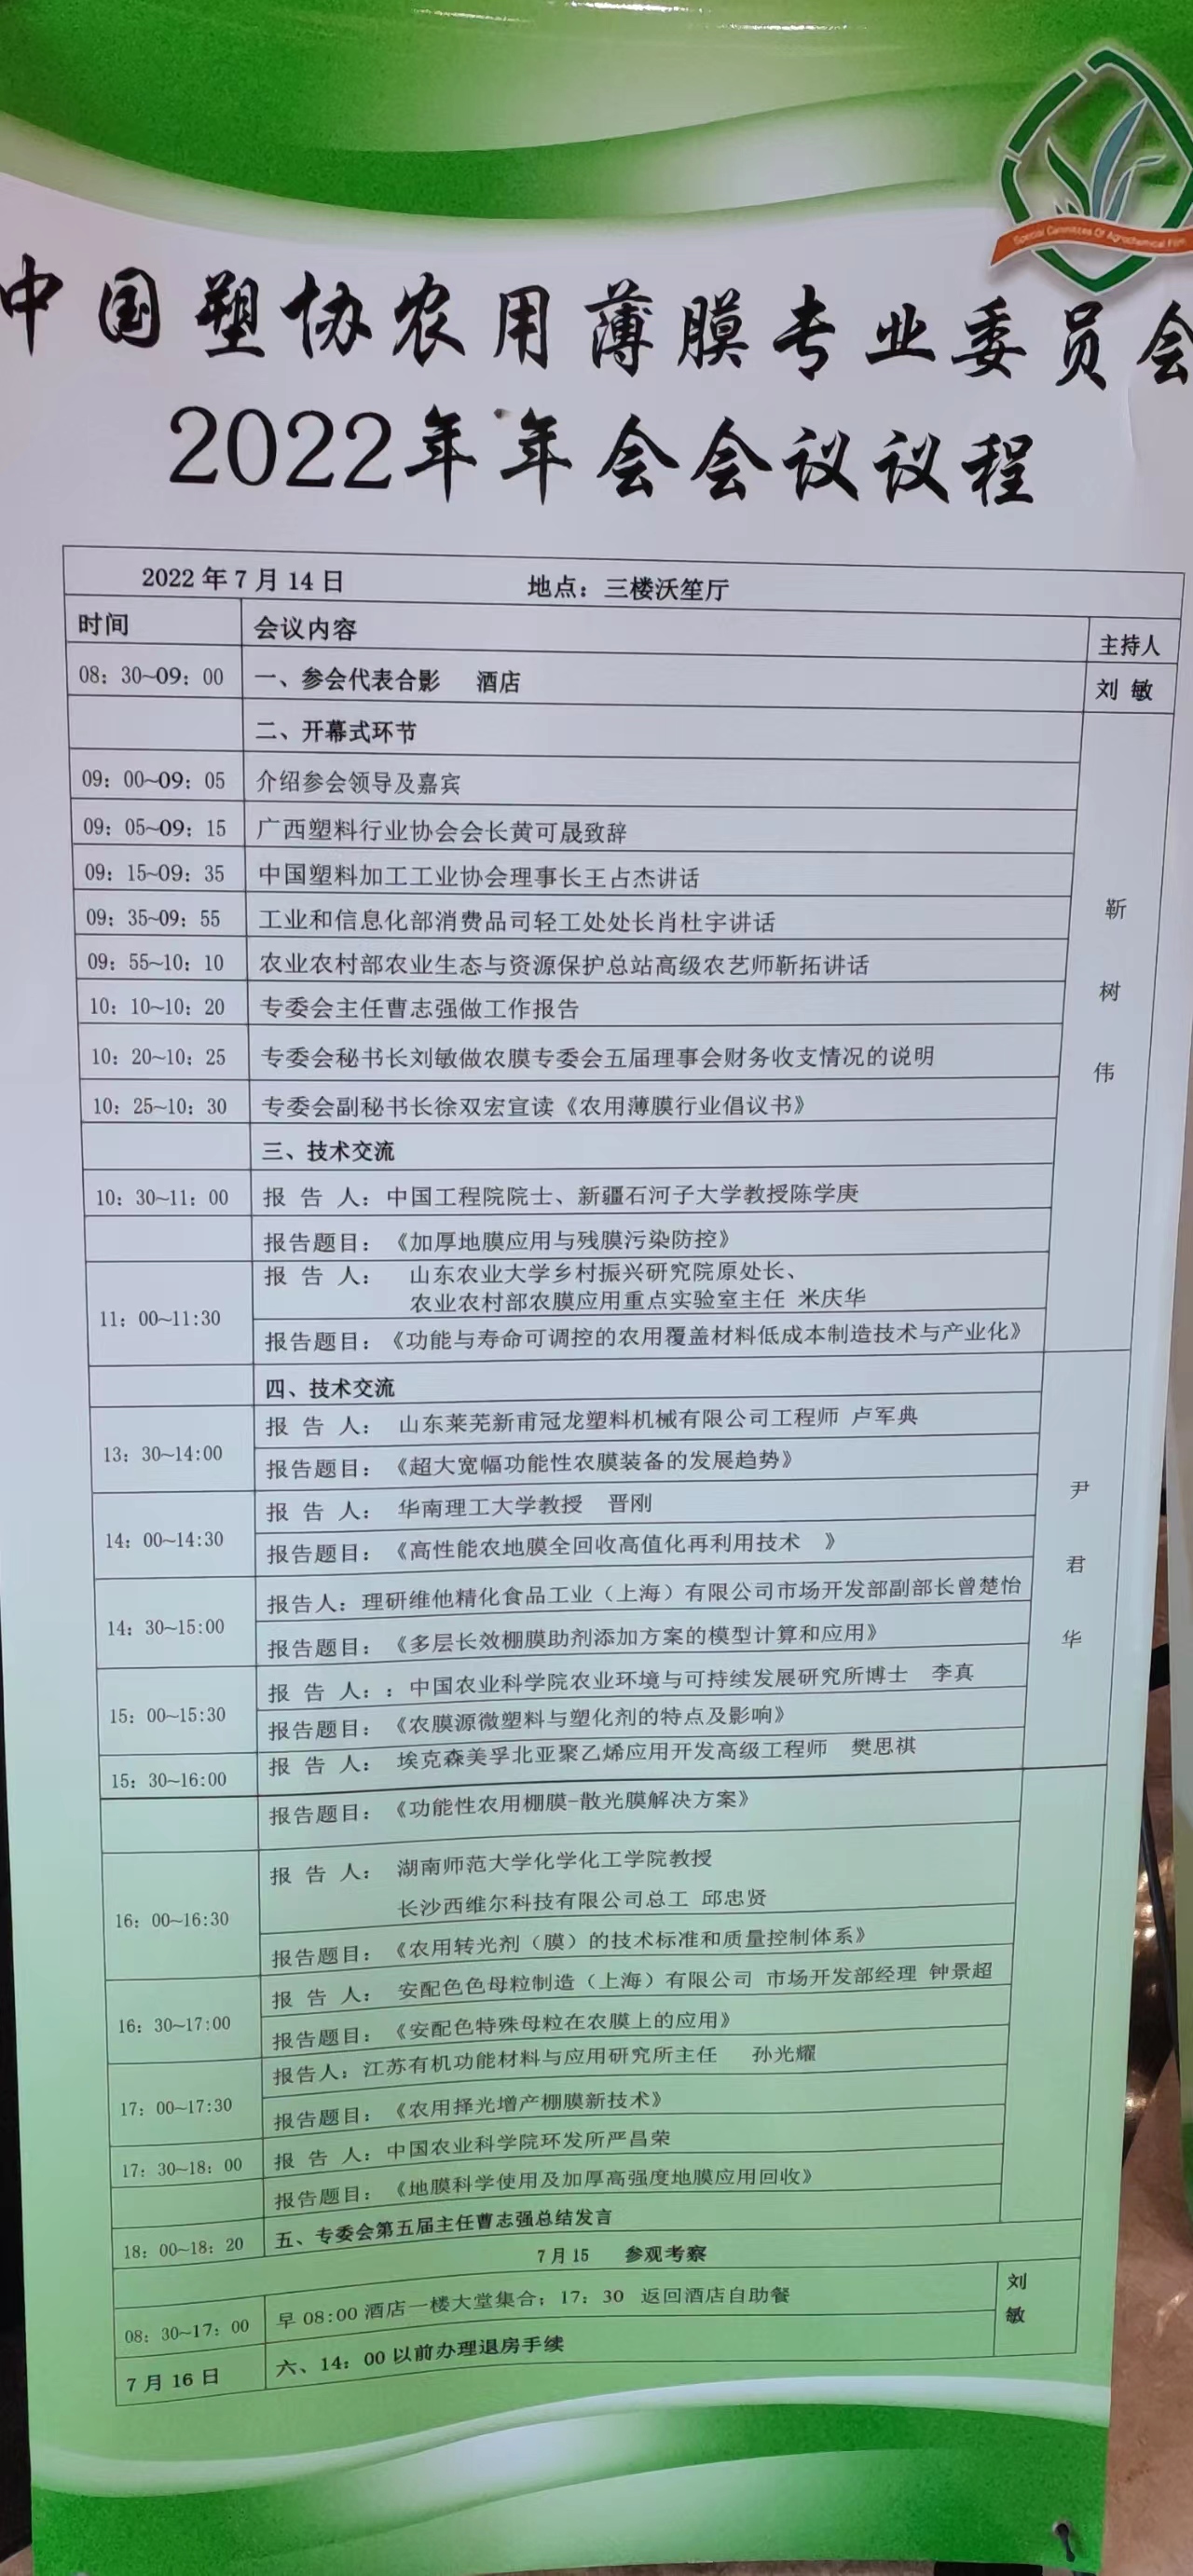 Special Committee Of Agrochemical Film
中国塑协农用薄膜专业委员会
2022年年会会议议程
2022年7月14日 地点：三楼沃笙厅
时间 会议内容 主持人
08：30~09：00 一、参会代表合影 酒店 刘敏
二、开幕式环节
09：00~09：05 介绍参会领导及嘉宾
09：05~09：15 广西塑料行业协会会长黄可晟致辞
09：15~09：35 中国塑料加工工业协会理事长王占杰讲话
09：35~09：55 工业和信息化部消费品司轻工处处长肖杜宇讲话
09：55~10：10 农业农村部农业生态与资源保护总站高级农艺师靳拓讲话
10：10~10：20 专委会主任曹志强做工作报告
10：20~10：25 专委会秘书长刘敏做农膜专委会五届理事会财务收支情况的说明
10：25~10：30 专委会副秘书长徐双宏宣读《农用薄膜行业倡议书》
靳树伟
三、技术交流
10：30~11：00 报 告 人：中国工程院院士、新疆石河子大学教授陈学庚
报告题目：《加厚地膜应用与残膜污染防控》
11：00~11:30 报 告 人： 山东农业大学乡村振兴研究院原处长、
农业农村部农膜应用重点实验室主任 米庆华
报告题目：《功能与寿命可调控的农用覆盖材料低成本制造技术与产业化》
四、技术交流
13：30~14:00 报 告 人： 山东莱芜新甫冠龙塑料机械有限公司工程师 卢军典
报告题目：《超大宽幅功能性农膜装备的发展趋势》
14：00~14:30 报 告 人： 华南理工大学教授 晋刚
报告题目：《高性能农地膜全回收高值化再利用技术 》
尹君华
14：30~15:00 报告人：理研维他精化食品工业（上海）有限公司市场开发部副部长曾楚怡
报告题目：《多层长效棚膜助剂添加方案的模型计算和应用》
15：00~15:30 报 告 人：：中国农业科学院农业环境与可持续发展研究所博士 李真
报告题目：《农膜源微塑料与塑化剂的特点及影响》
15：30~16:00 报 告 人： 埃克森美孚北亚聚乙烯应用开发高级工程师 樊思祺
报告题目：《功能性农用棚膜-散光膜解决方案》
16：00~16:30 报 告 人： 湖南师范大学化学化工学院教授
长沙西维尔科技有限公司总工 邱忠贤
报告题目：《农用转光剂（膜）的技术标准和质量控制体系》
16：30~17:00 报 告 人： 安配色色母粒制造（上海）有限公司 市场开发部经理 钟景超
报告题目：《安配色特殊母粒在农膜上的应用》
17：00~17:30 报告人：江苏有机功能材料与应用研究所主任 孙光耀
报告题目：《农用择光增产棚膜新技术》
17：30~18：00 报 告 人：中国农业科学院环发所严昌荣
报告题目：《地膜科学使用及加厚高强度地膜应用回收》
18：00~18：20 五、专委会第五届主任曹志强总结发言
7月15 参观考察
08：30~17：00 早08:00酒店一楼大堂集合；17：30 返回酒店自助餐 刘敏
7月16日 六、14：00以前办理退房手续